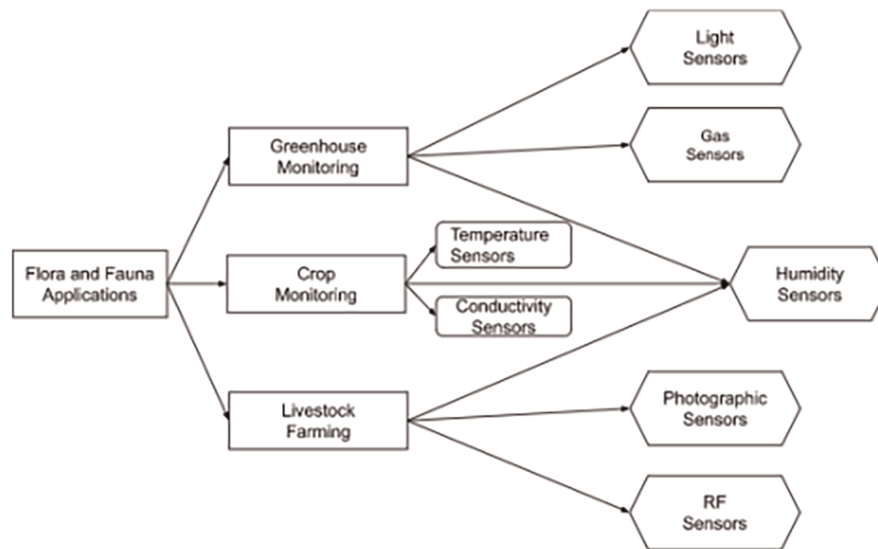 Light
Sensors
Greenhouse
Monitoring
Gas
Sensors
Temperature
Sensors
Flora and Fauna
Applications
Crop
Monitoring
Humidity
Sensors
Conductivity
Sensors
Livestock
Farming
Photographic
Sensors
RF
Sensors